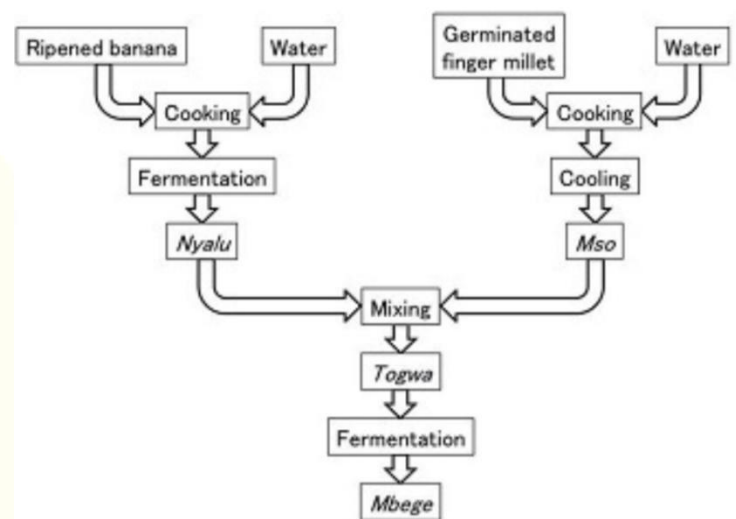 Ripened banana
Water
Germinated
finger millet
Water
Cooking
Cooking
Fermentation
Cooling
Nyalu
Mso
Mixing
Togwa
Fermentation
Mbege